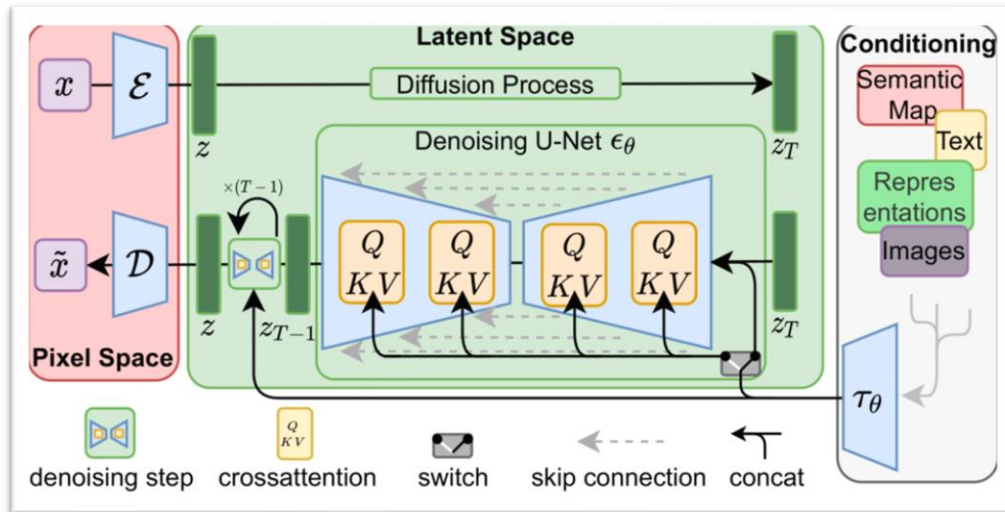 Latent Space
Conditioning
x
ℰ
Diffusion Process
z
z_T
Semantic
Map
Text
Repres
entations
Images
Denoising U-Net ϵ_θ
×(T−1)
Q
KV
Q
KV
Q
KV
Q
KV
x̃
𝒟
z
z_{T−1}
z_T
Pixel Space
τ_θ
Q
KV
denoising step
crossattention
switch
skip connection
concat